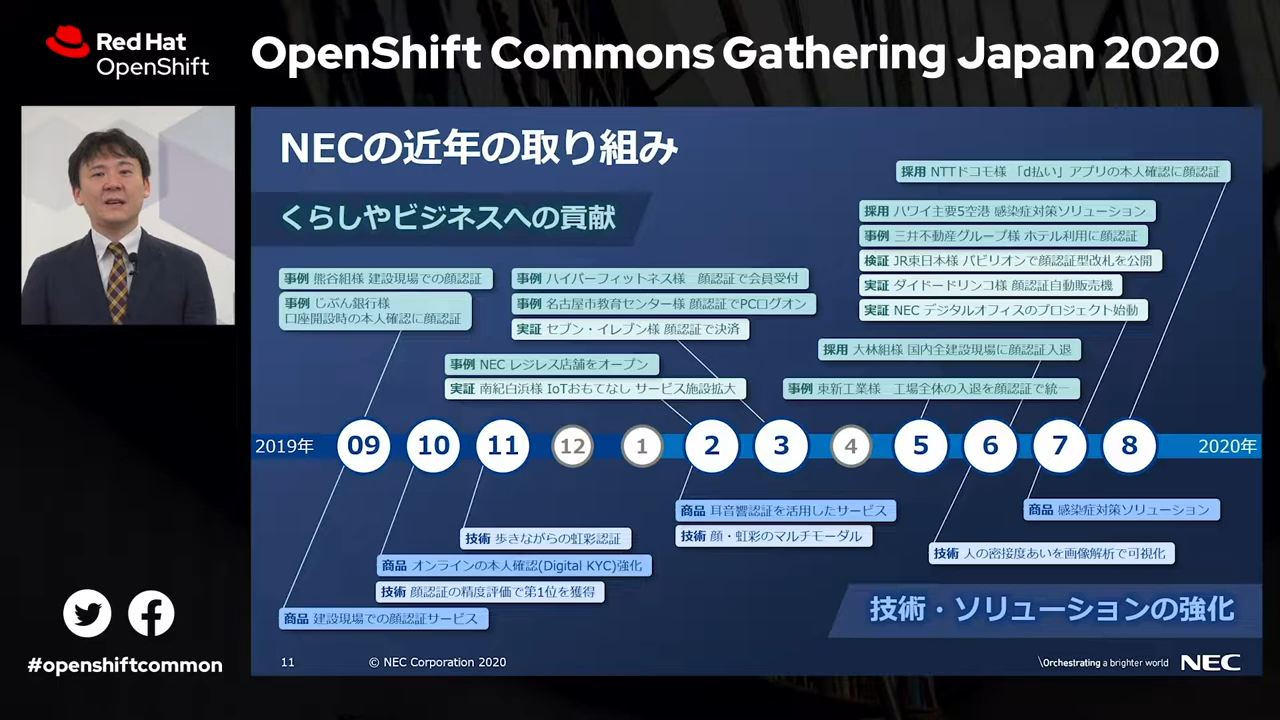 Red Hat
OpenShift
OpenShift Commons Gathering Japan 2020
NECの近年の取り組み
くらしやビジネスへの貢献
採用 NTTドコモ様 「d払い」アプリの本人確認に顔認証
採用 ハワイ主要5空港 感染症対策ソリューション
事例 三井不動産グループ様 ホテル利用に顔認証
検証 JR東日本様 パビリオンで顔認証型改札を公開
実証 ダイドードリンコ様 顔認証自動販売機
実証 NEC デジタルオフィスのプロジェクト始動
事例 熊谷組様 建設現場での顔認証
事例 じぶん銀行様
口座開設時の本人確認に顔認証
事例 ハイパーフィットネス様 顔認証で会員受付
事例 名古屋市教育センター様 顔認証でPCログオン
実証 セブン‐イレブン様 顔認証で決済
採用 大林組様 国内全建設現場に顔認証入退
事例 NEC レジレス店舗をオープン
実証 南紀白浜様 IoTおもてなし サービス施設拡大
事例 東新工業様 工場全体の入退を顔認証で統一
2019年 09 10 11 12 1 2 3 4 5 6 7 8 2020年
商品 耳音響認証を活用したサービス
技術 顔・虹彩のマルチモーダル
商品 感染症対策ソリューション
技術 歩きながらの虹彩認証
技術 人の密接度あいを画像解析で可視化
商品 オンラインの本人確認(Digital KYC)強化
技術 顔認証の精度評価で第1位を獲得
商品 建設現場での顔認証サービス
技術・ソリューションの強化
11 © NEC Corporation 2020
\Orchestrating a brighter world NEC
#openshiftcommon